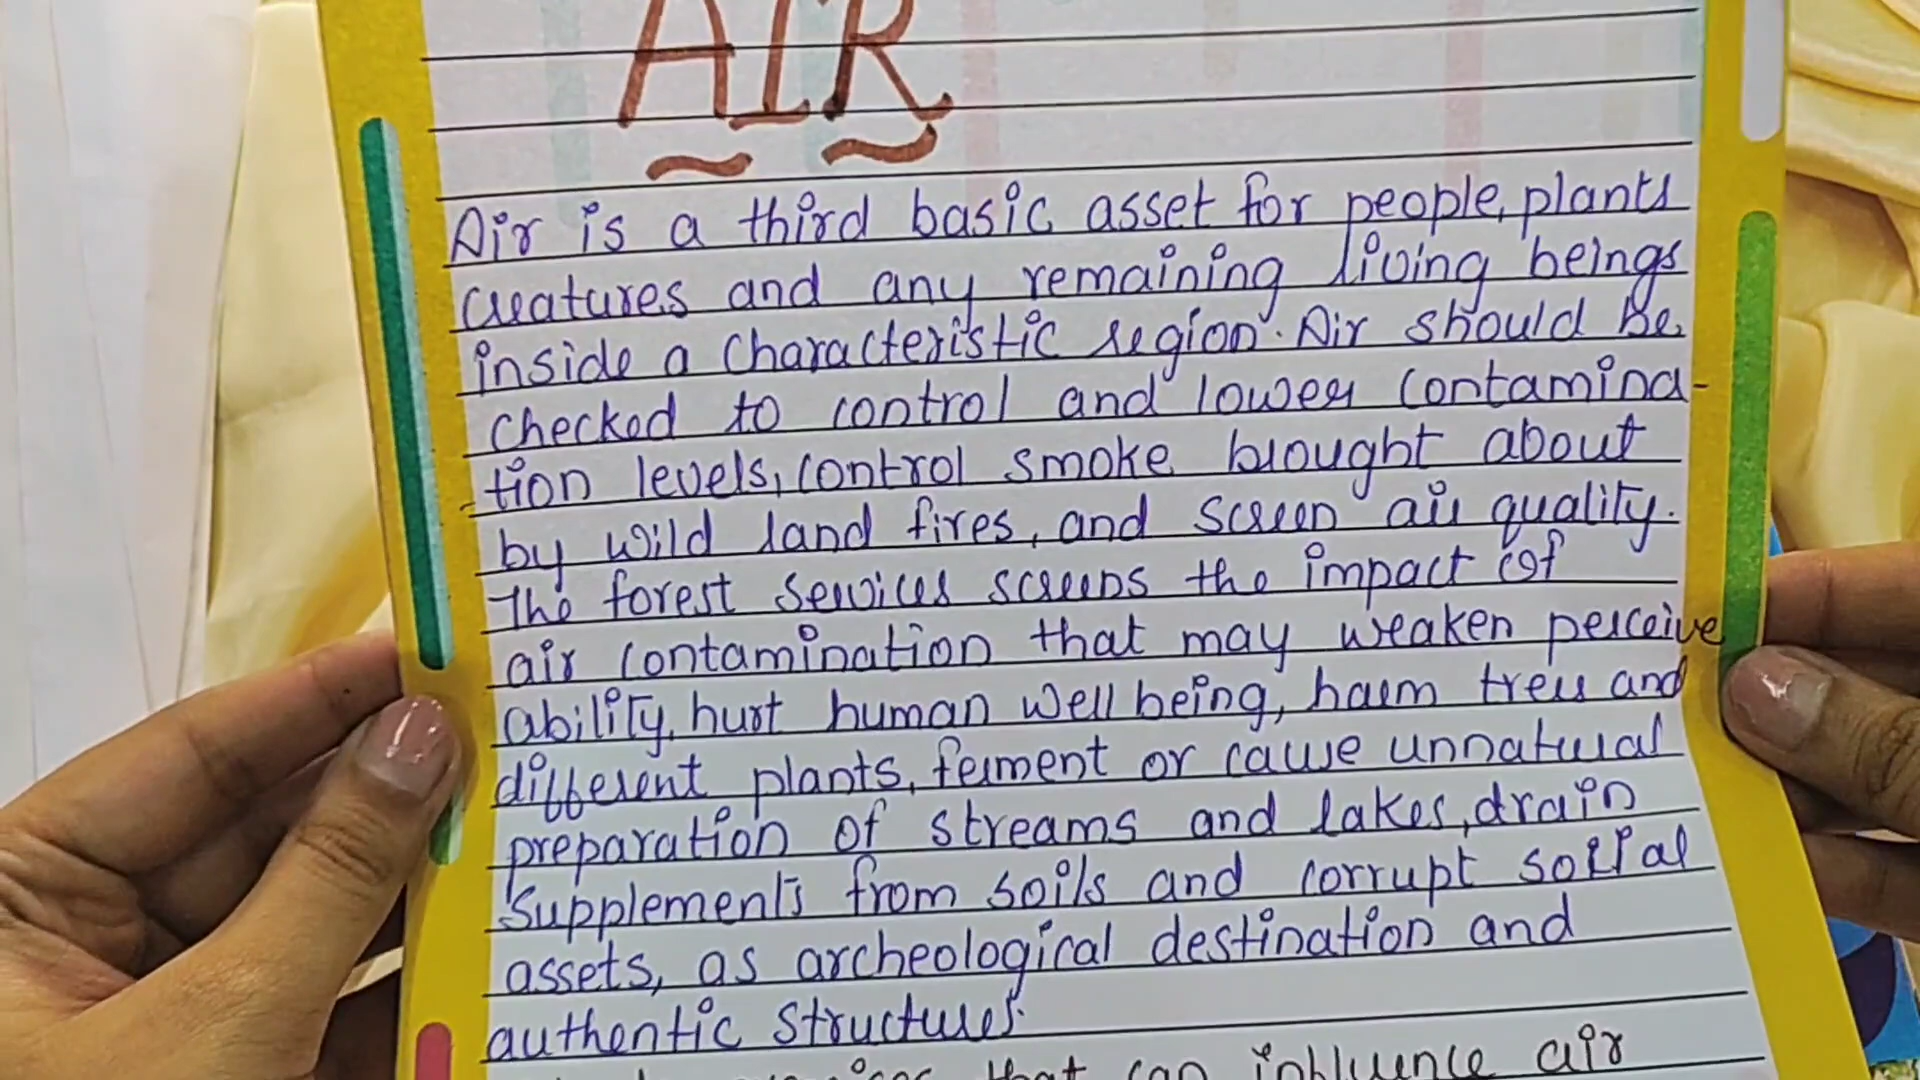 AIR
Air is a third basic asset for people, plants
creatures and any remaining living beings
inside a characteristic region. Air should be
checked to control and lower contamina-
-tion levels, control smoke brought about
by wild land fires, and screen air quality.
The forest services screens the impact of
air contamination that may weaken perceive
ability, hurt human well being, harm trees and
different plants, ferment or cause unnatural
preparation of streams and lakes, drain
supplements from soils and corrupt social
assets, as archeological destination and
authentic structures.
that can influence air